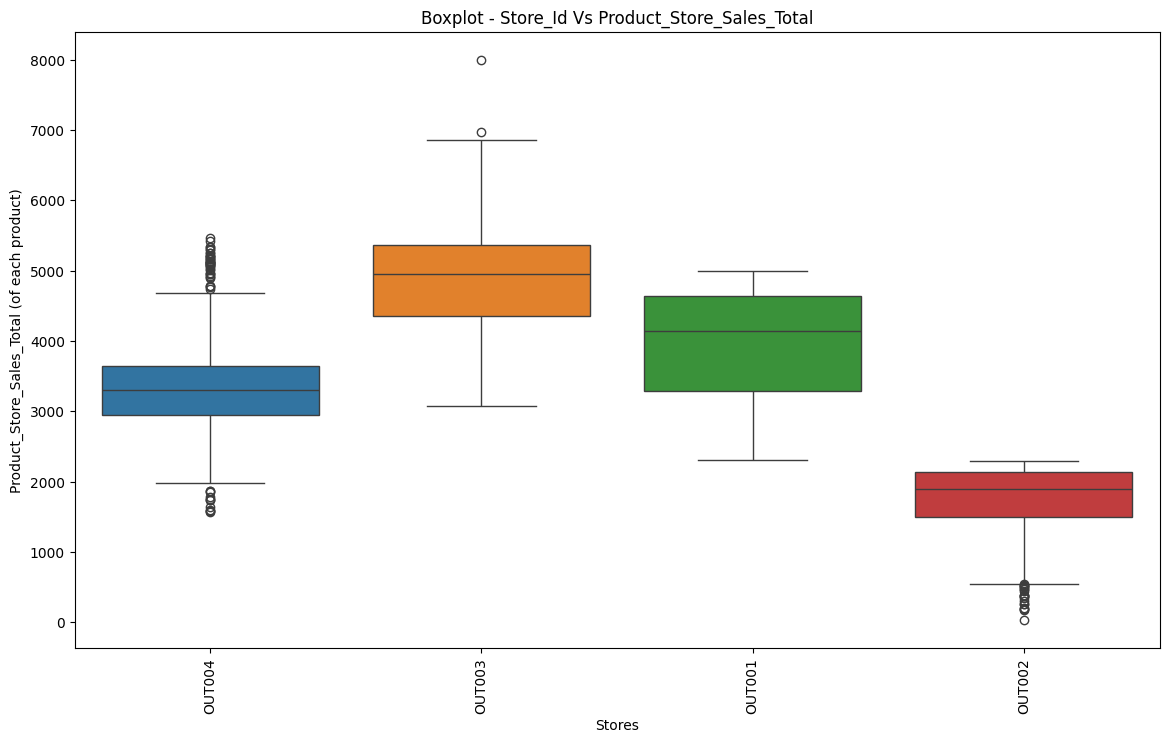 Boxplot - Store_Id Vs Product_Store_Sales_Total
Product_Store_Sales_Total (of each product)
8000
7000
6000
5000
4000
3000
2000
1000
0
OUT004
OUT003
OUT001
OUT002
Stores